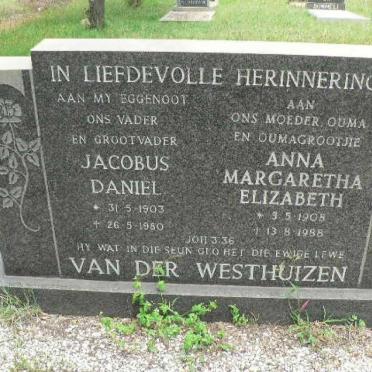 IN LIEFDEVOLLE HERINNERING
AAN MY EGGENOOT
ONS VADER
EN GROOTVADER
JACOBUS
DANIEL
* 31-5-1903
+ 26-5-1980
AAN
ONS MOEDER OUMA
EN OUMAGROOTJIE
ANNA
MARGARETHA
ELIZABETH
* 3-5-1908
+ 13-8-1988
JOH 3:36
HY WAT IN DIE SEUN GLO HET DIE EWIGE LEWE
VAN DER WESTHUIZEN